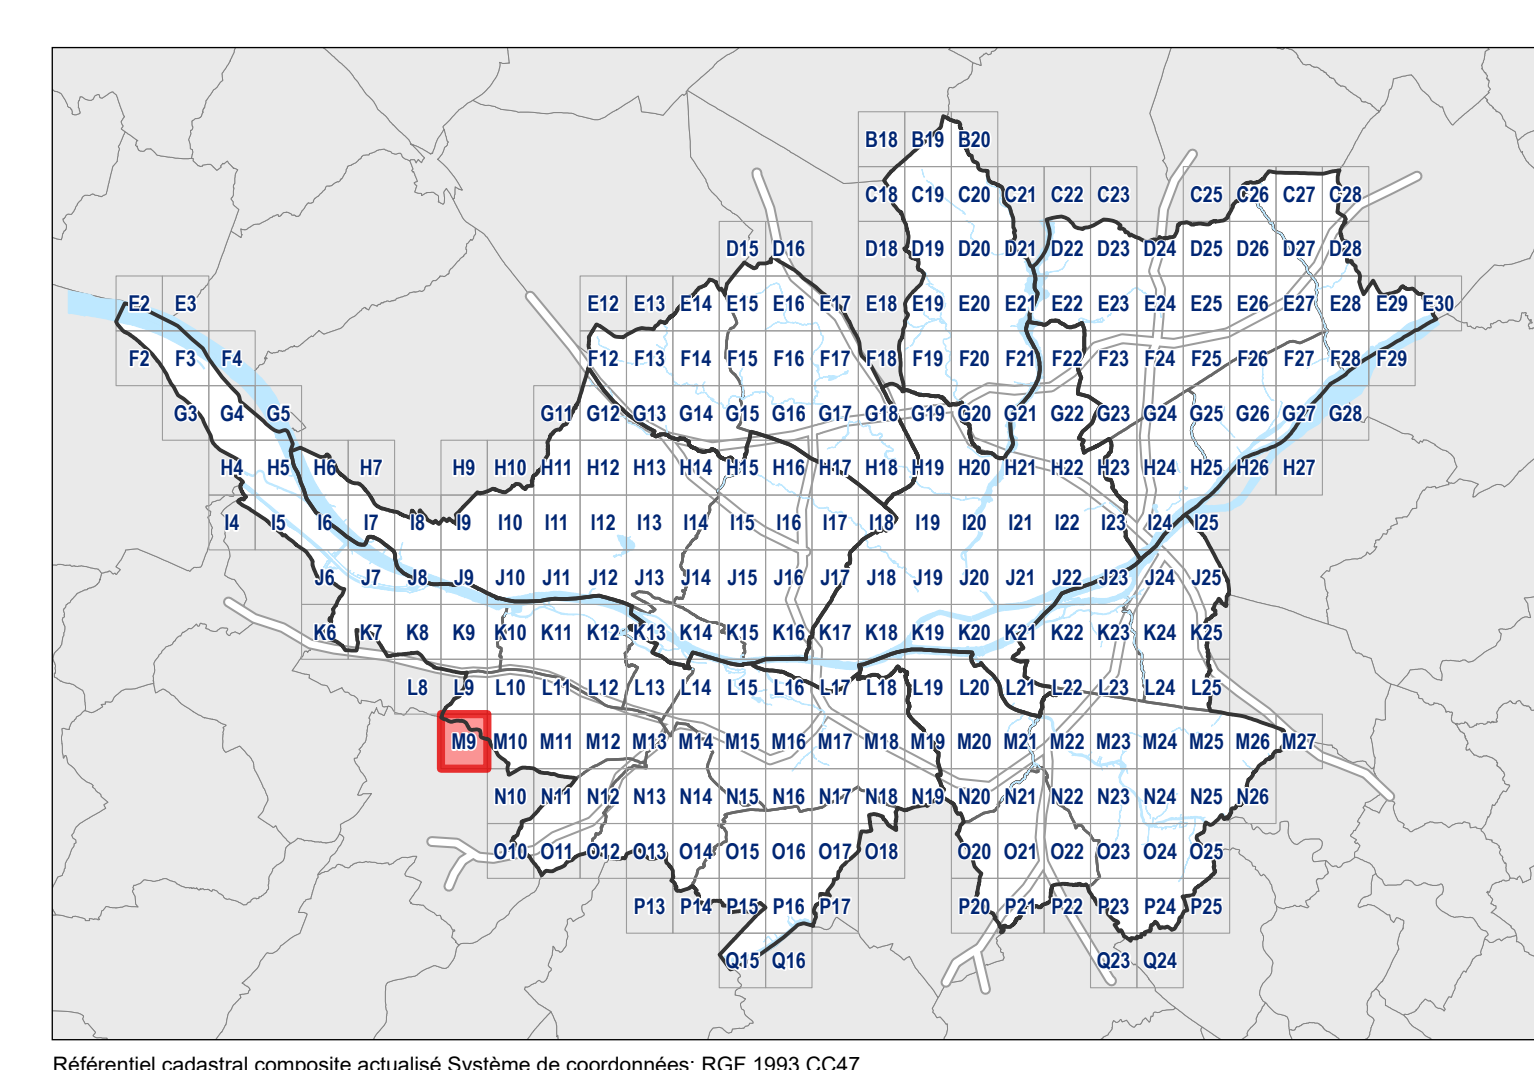 B18 B19 B20
C18 C19 C20 C21 C22 C23 C25 C26 C27 C28
D15 D16 D18 D19 D20 D21 D22 D23 D24 D25 D26 D27 D28
E2 E3 E12 E13 E14 E15 E16 E17 E18 E19 E20 E21 E22 E23 E24 E25 E26 E27 E28 E29 E30
F2 F3 F4 F12 F13 F14 F15 F16 F17 F18 F19 F20 F21 F22 F23 F24 F25 F26 F27 F28 F29
G3 G4 G5 G11 G12 G13 G14 G15 G16 G17 G18 G19 G20 G21 G22 G23 G24 G25 G26 G27 G28
H4 H5 H6 H7 H9 H10 H11 H12 H13 H14 H15 H16 H17 H18 H19 H20 H21 H22 H23 H24 H25 H26 H27
I4 I5 I6 I7 I8 I9 I10 I11 I12 I13 I14 I15 I16 I17 I18 I19 I20 I21 I22 I23 I24 I25
J6 J7 J8 J9 J10 J11 J12 J13 J14 J15 J16 J17 J18 J19 J20 J21 J22 J23 J24 J25
K6 K7 K8 K9 K10 K11 K12 K13 K14 K15 K16 K17 K18 K19 K20 K21 K22 K23 K24 K25
L8 L9 L10 L11 L12 L13 L14 L15 L16 L17 L18 L19 L20 L21 L22 L23 L24 L25
M9 M10 M11 M12 M13 M14 M15 M16 M17 M18 M19 M20 M21 M22 M23 M24 M25 M26 M27
N10 N11 N12 N13 N14 N15 N16 N17 N18 N19 N20 N21 N22 N23 N24 N25 N26
O10 O11 O12 O13 O14 O15 O16 O17 O18 O20 O21 O22 O23 O24 O25
P13 P14 P15 P16 P17 P20 P21 P22 P23 P24 P25
Q15 Q16 Q23 Q24
Référentiel cadastral composite actualisé Système de coordonnées: RGF 1993 CC47